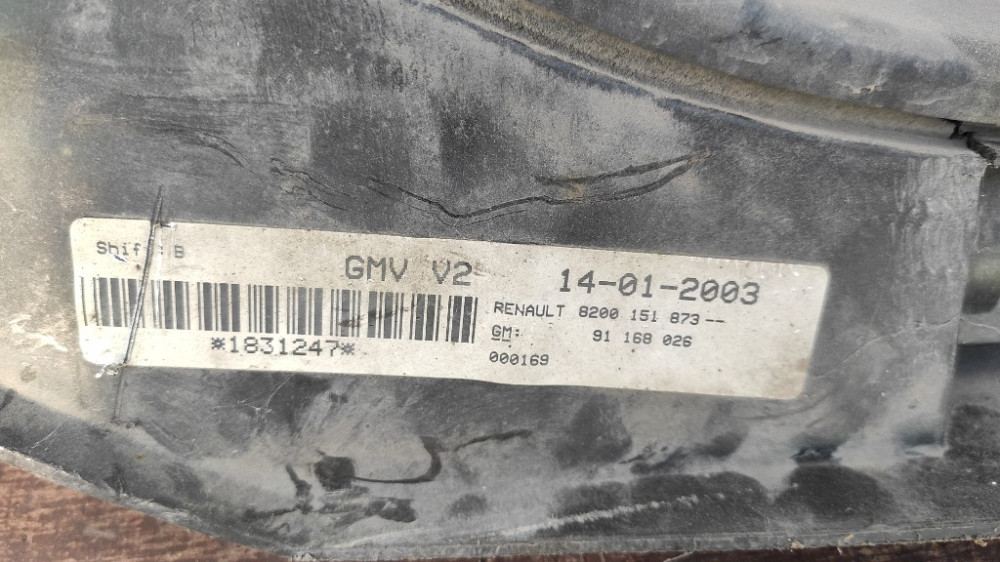 Shift B
GMV V2 14-01-2003
RENAULT 8200 151 873--
GM: 91 168 026
*1831247*
000169